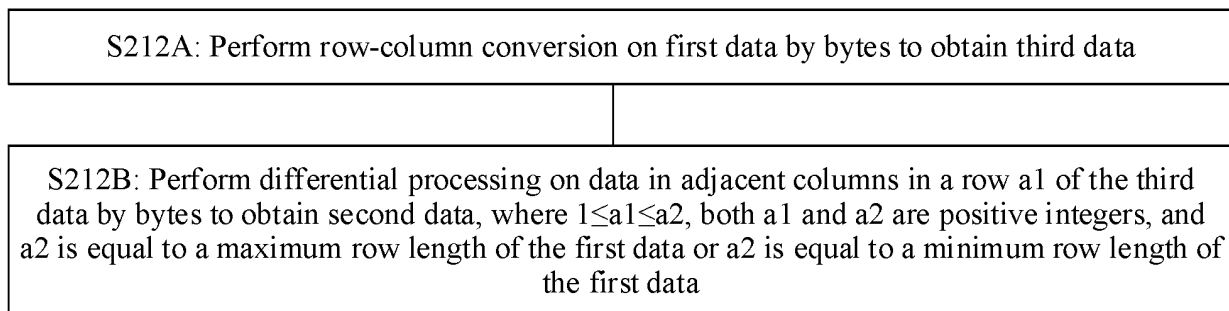 S212A: Perform row-column conversion on first data by bytes to obtain third data
S212B: Perform differential processing on data in adjacent columns in a row a1 of the third
data by bytes to obtain second data, where 1≤a1≤a2, both a1 and a2 are positive integers, and
a2 is equal to a maximum row length of the first data or a2 is equal to a minimum row length of
the first data